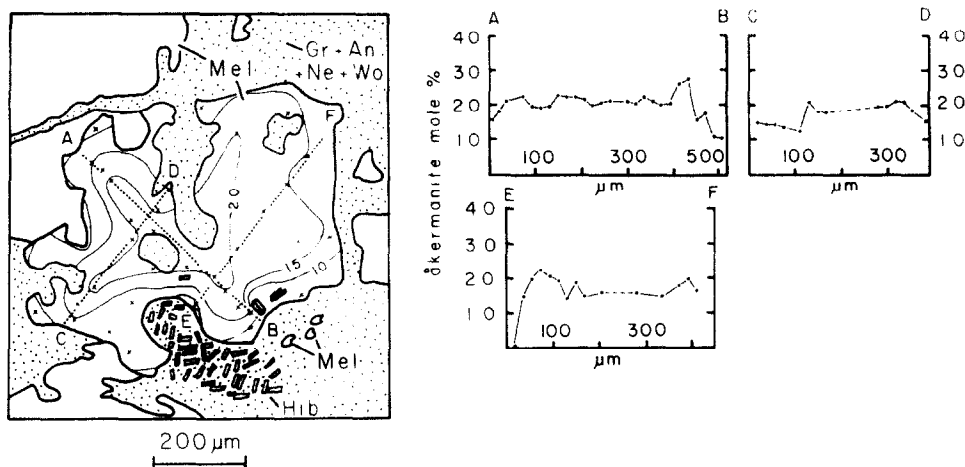 Gr + An
+ Ne + Wo
Mel
A
F
D
20
15
10
E
C
B
Mel
Hib
200 µm
A B
40
30
20
10
100 300 500
µm
C D
40
30
20
10
100 300
µm
E F
40
30
20
10
100 300
µm
åkermanite mole %